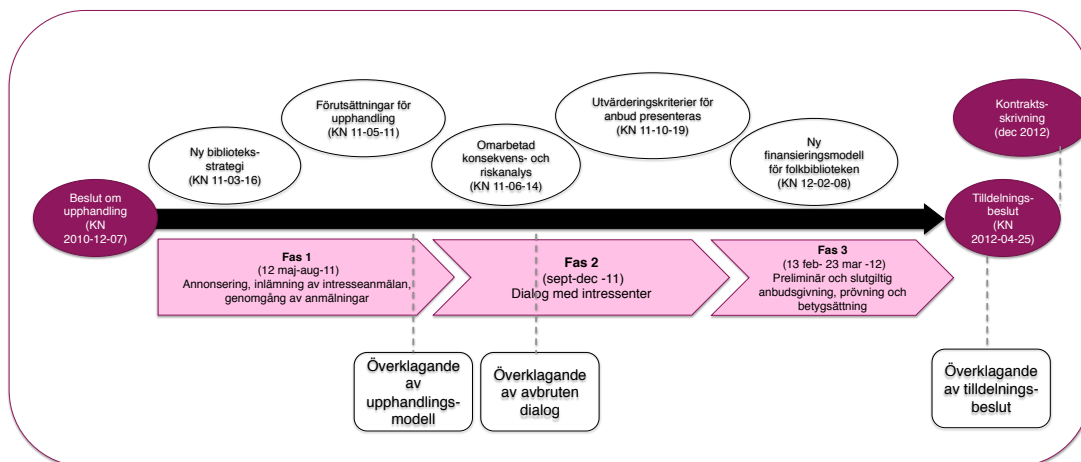 Förutsättningar för
upphandling
(KN 11-05-11)
Utvärderingskriterier för
anbud presenteras
(KN 11-10-19)
Kontrakts-
skrivning
(dec 2012)
Ny biblioteks-
strategi
(KN 11-03-16)
Omarbetad
konsekvens- och
riskanalys
(KN 11-06-14)
Ny
finansieringsmodell
för folkbiblioteken
(KN 12-02-08)
Beslut om
upphandling
(KN
2010-12-07)
Tilldelnings-
beslut
(KN
2012-04-25)
Fas 1
(12 maj-aug-11)
Annonsering, inlämning av intresseanmälan,
genomgång av anmälningar
Fas 2
(sept-dec -11)
Dialog med intressenter
Fas 3
(13 feb- 23 mar -12)
Preliminär och slutgiltig
anbudsgivning, prövning och
betygsättning
Överklagande
av
upphandlings-
modell
Överklagande
av avbruten
dialog
Överklagande
av tilldelnings-
beslut